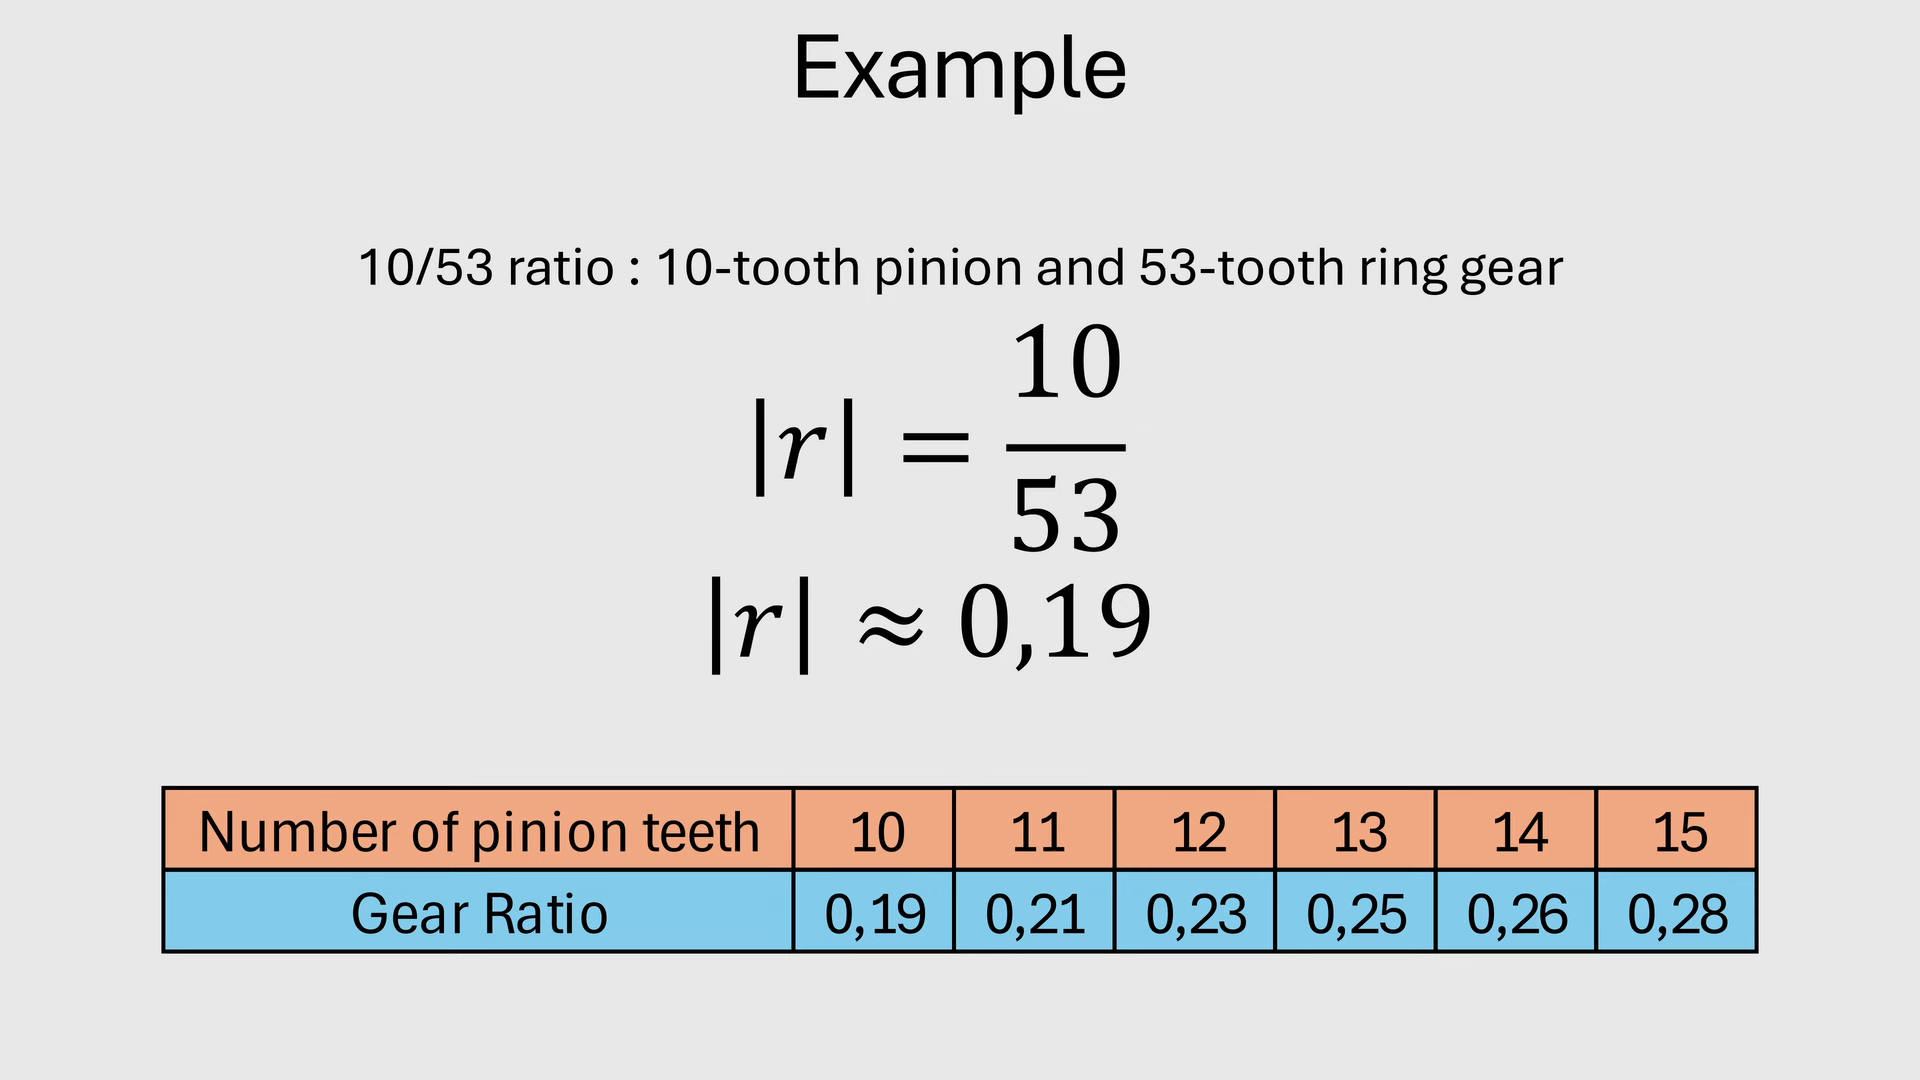 Example
10/53 ratio : 10-tooth pinion and 53-tooth ring gear
|r| = 10/53
|r| ≈ 0,19
Number of pinion teeth 10 11 12 13 14 15
Gear Ratio 0,19 0,21 0,23 0,25 0,26 0,28